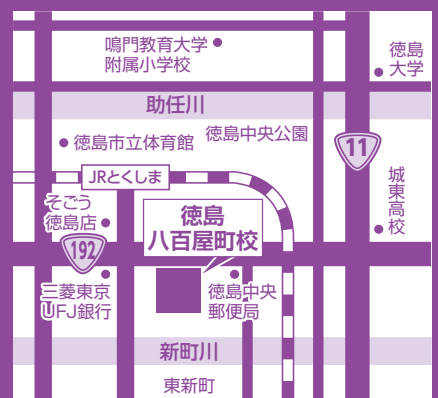 鳴門教育大学
附属小学校
徳島
大学
助任川
徳島市立体育館
徳島中央公園
11
JRとくしま
城東高校
そごう
徳島店
徳島
八百屋町校
192
三菱東京
UFJ銀行
徳島中央
郵便局
新町川
東新町